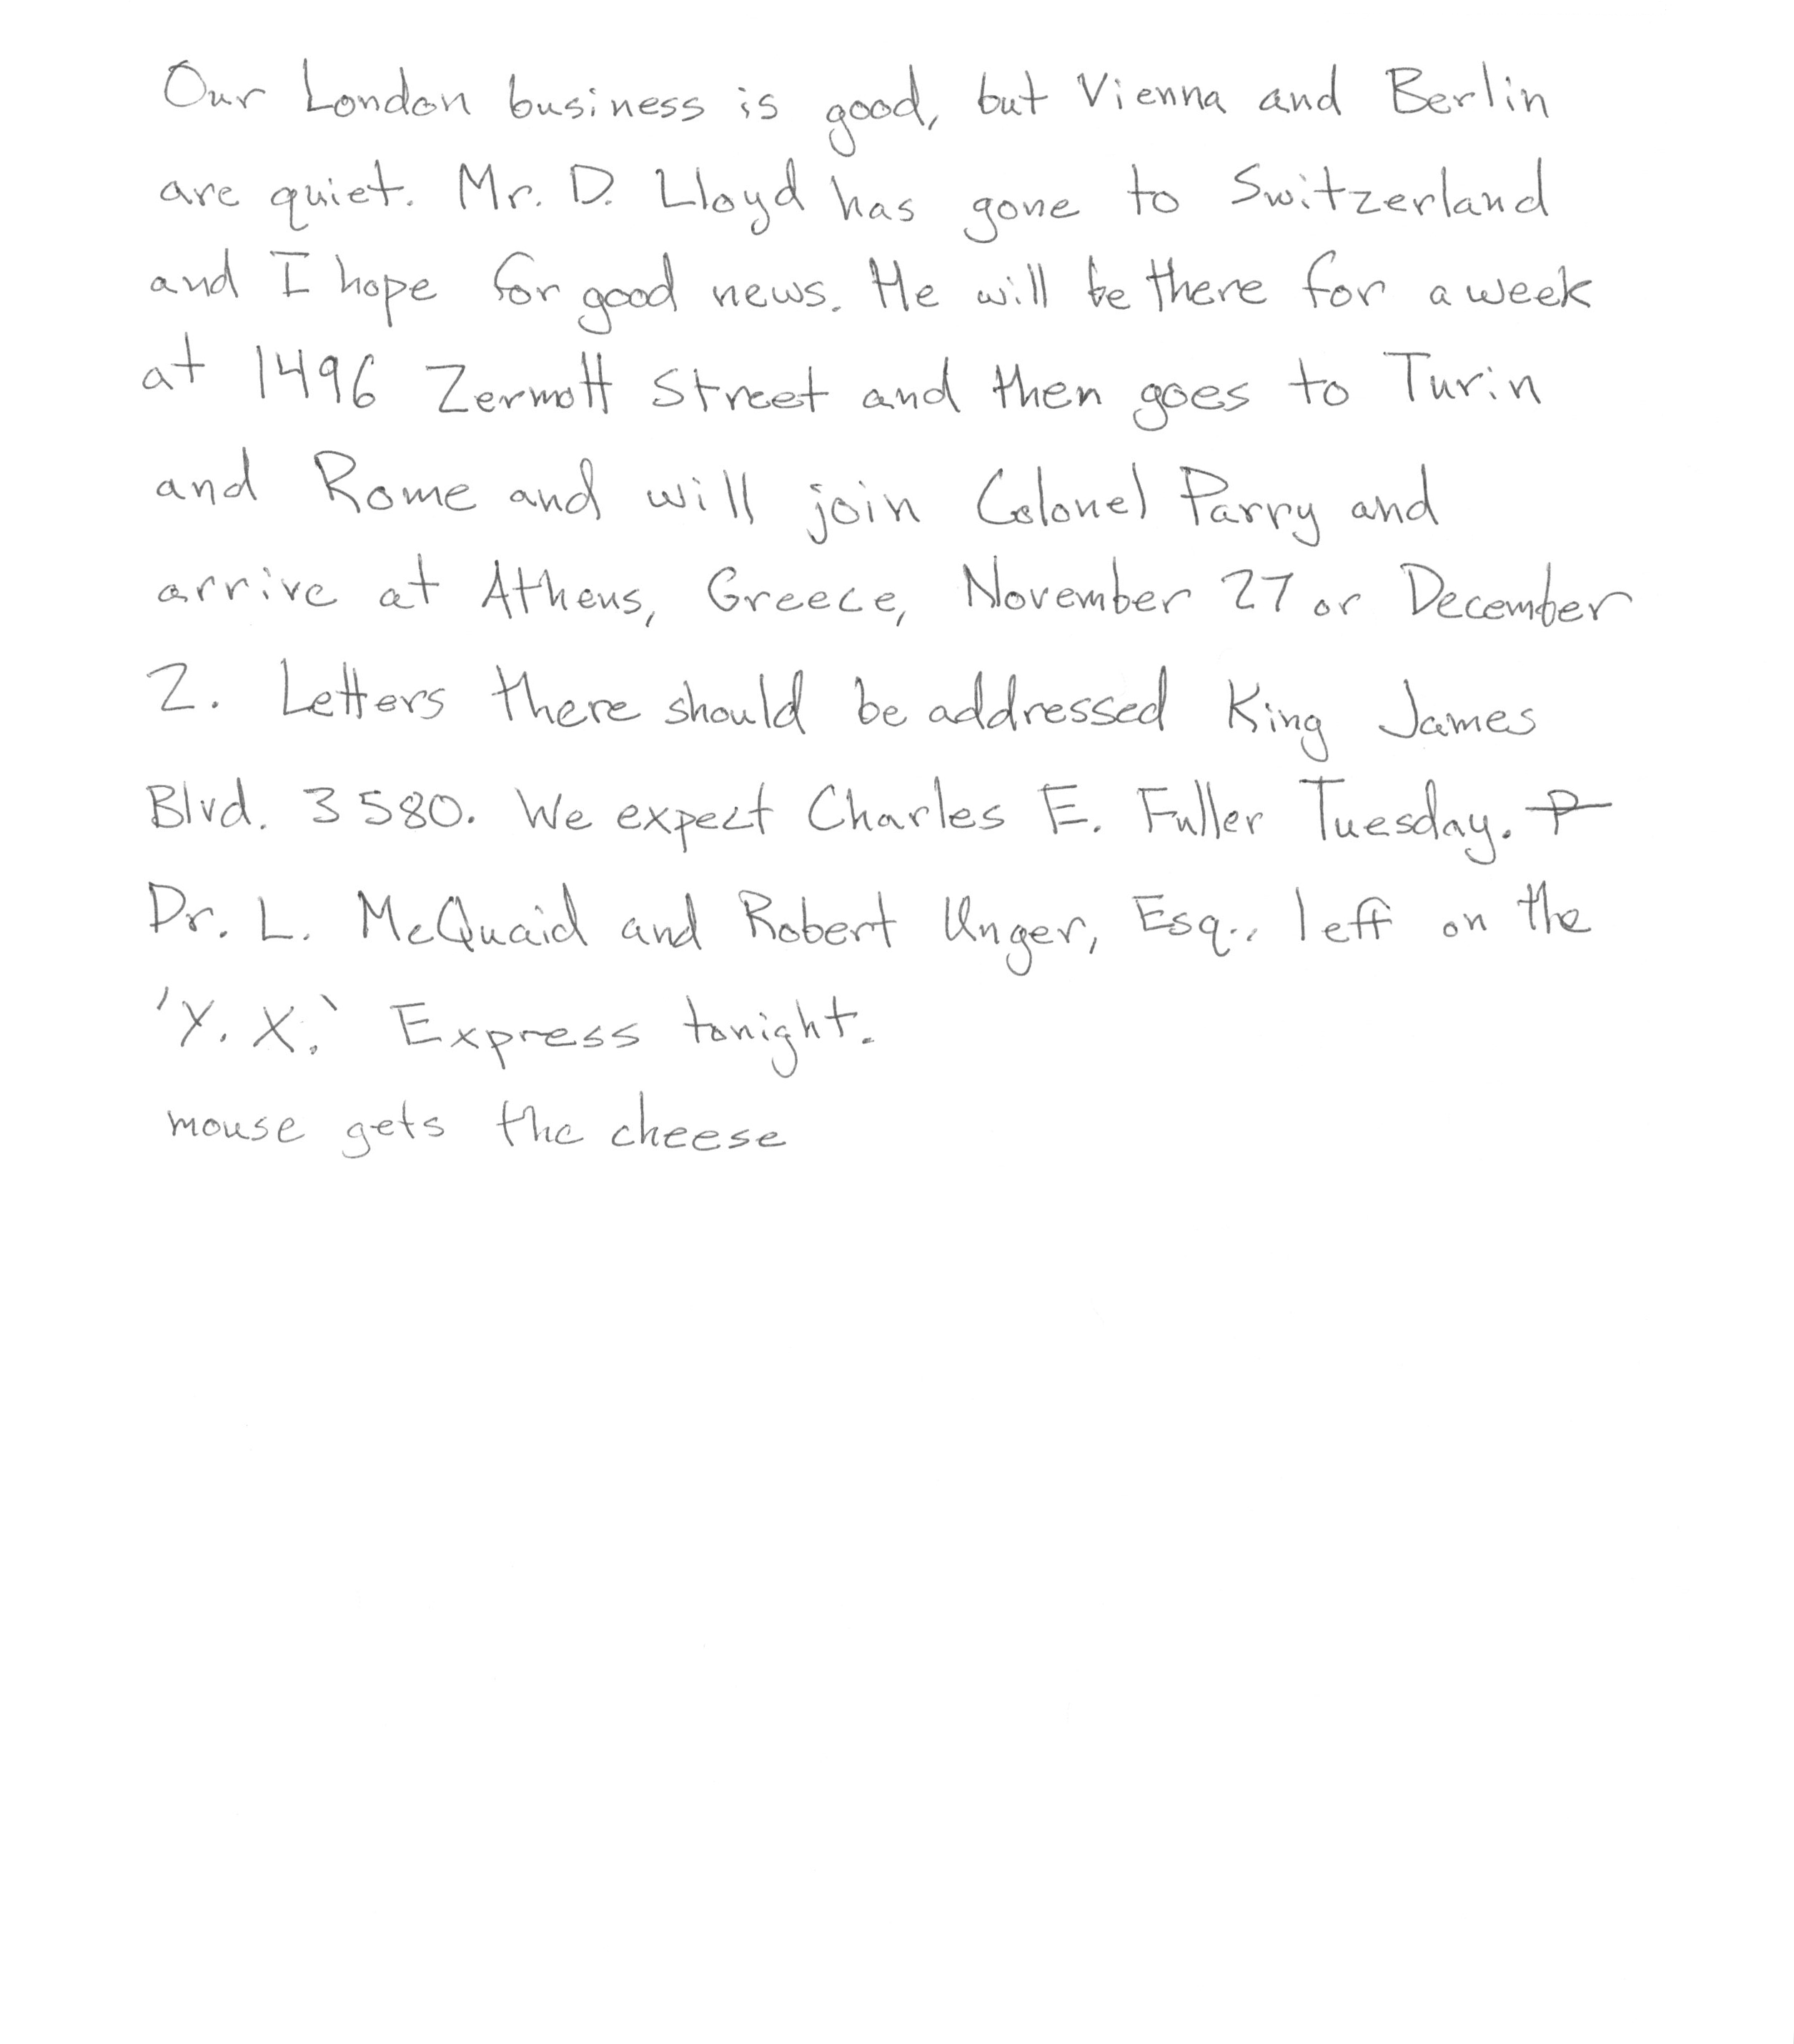 Our London business is good, but Vienna and Berlin
are quiet. Mr. D. Lloyd has gone to Switzerland
and I hope for good news. He will be there for a week
at 1496 Zermott Street and then goes to Turin
and Rome and will join Colonel Parry and
arrive at Athens, Greece, November 27 or December
2. Letters there should be addressed King James
Blvd. 3580. We expect Charles E. Fuller Tuesday.
Dr. L. McQuaid and Robert Unger, Esq., left on the
'Y. X.' Express tonight.
mouse gets the cheese